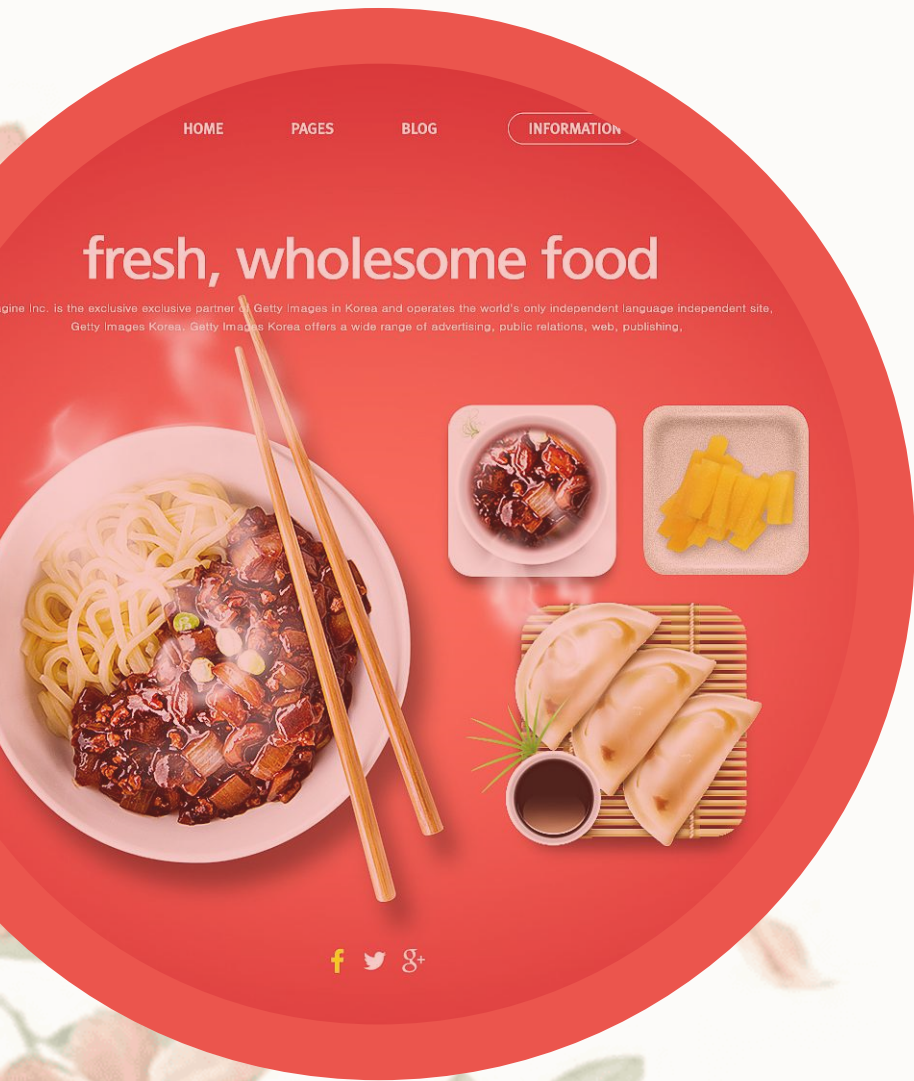 HOME PAGES BLOG INFORMATION
fresh, wholesome food
gine Inc. is the exclusive exclusive partner of Getty Images in Korea and operates the world's only independent language independent site,
Getty Images Korea. Getty Images Korea offers a wide range of advertising, public relations, web, publishing,
f g+